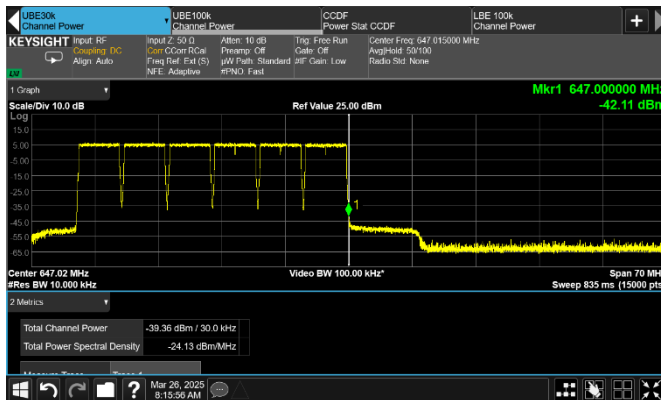 UBE30k
Channel Power
UBE100k
Channel Power
CCDF
Power Stat CCDF
LBE 100k
Channel Power
KEYSIGHT
Input: RF
Coupling: DC
Align: Auto
Input Z: 50 Ω
Corr CCorr RCal
Freq Ref: Ext (S)
NFE: Adaptive
Atten: 10 dB
Preamp: Off
µW Path: Standard
#PNO: Fast
Trig: Free Run
Gate: Off
#IF Gain: Low
Center Freq: 647.015000 MHz
Avg|Hold: 50/100
Radio Std: None
LXI
1 Graph
Mkr1 647.000000 MHz
Scale/Div 10.0 dB
Ref Value 25.00 dBm
-42.11 dBm
Log
15.0
5.00
-5.00
-15.0
-25.0
-35.0
-45.0
-55.0
-65.0
1
Center 647.02 MHz
Video BW 100.00 kHz*
Span 70 MH
#Res BW 10.000 kHz
Sweep 835 ms (15000 pts
2 Metrics
Total Channel Power -39.36 dBm / 30.0 kHz
Total Power Spectral Density -24.13 dBm/MHz
?
Mar 26, 2025
8:15:56 AM